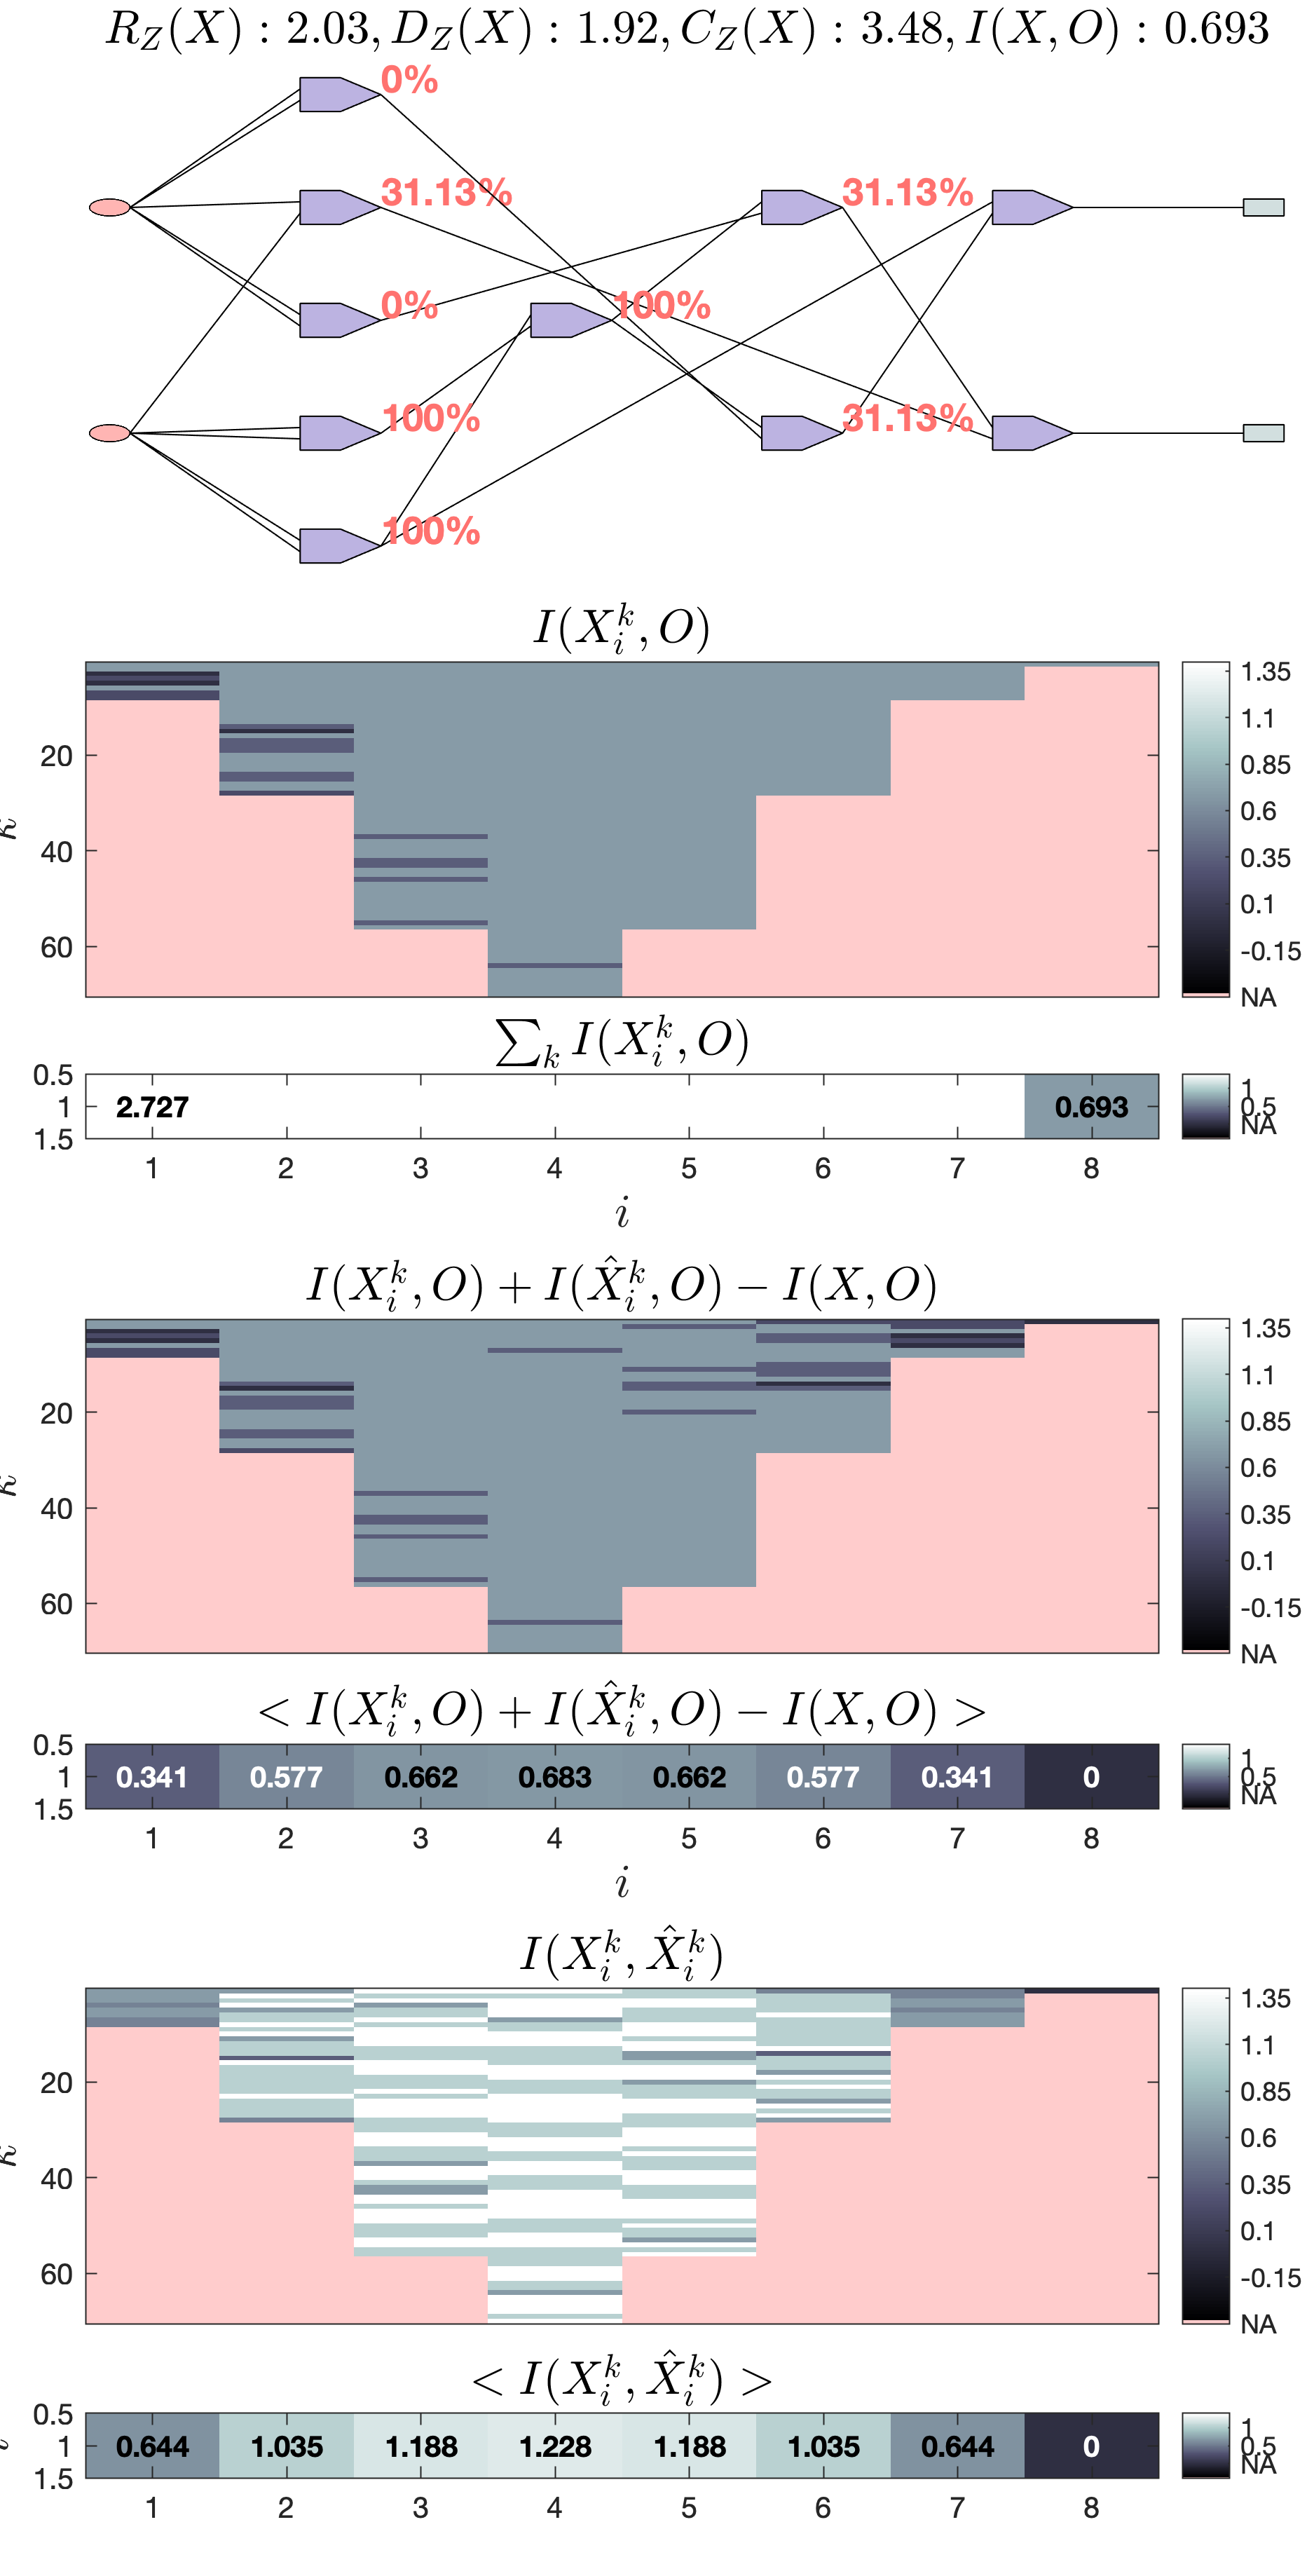 R_Z(X) : 2.03, D_Z(X) : 1.92, C_Z(X) : 3.48, I(X, O) : 0.693
0%
31.13% 31.13%
0% 100%
100% 31.13%
100%
I(X_i^k, O)
20
40
60
k
1.35
1.1
0.85
0.6
0.35
0.1
-0.15
NA
∑_k I(X_i^k, O)
0.5
1
1.5
2.727 0.693
1
0.5
NA
1 2 3 4 5 6 7 8
i
I(X_i^k, O) + I(X̂_i^k, O) − I(X, O)
20
40
60
k
1.35
1.1
0.85
0.6
0.35
0.1
-0.15
NA
< I(X_i^k, O) + I(X̂_i^k, O) − I(X, O) >
0.5
1
1.5
0.341 0.577 0.662 0.683 0.662 0.577 0.341 0
1
0.5
NA
1 2 3 4 5 6 7 8
i
I(X_i^k, X̂_i^k)
20
40
60
k
1.35
1.1
0.85
0.6
0.35
0.1
-0.15
NA
< I(X_i^k, X̂_i^k) >
0.5
1
1.5
0.644 1.035 1.188 1.228 1.188 1.035 0.644 0
1
0.5
NA
1 2 3 4 5 6 7 8